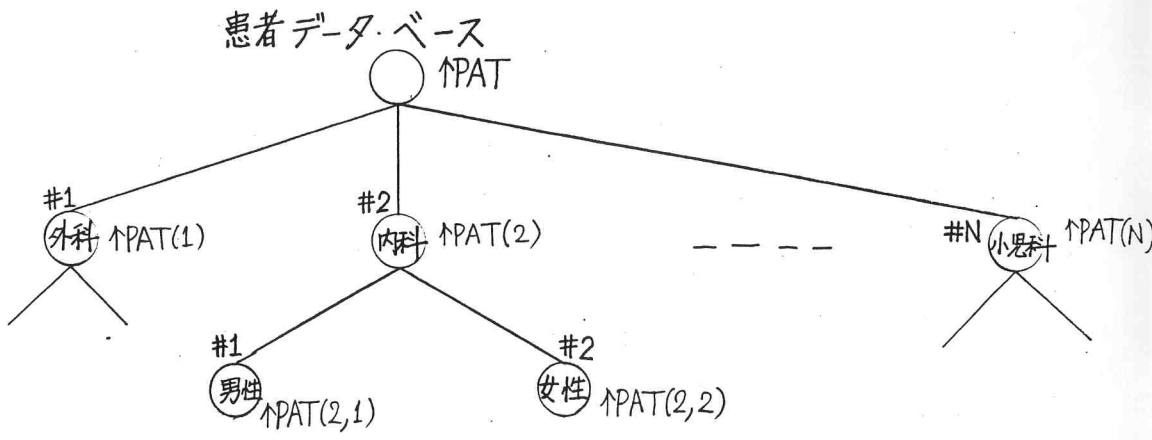 患者データ・ベース
↑PAT
#1
外科 ↑PAT(1)
#2
内科 ↑PAT(2)
#N 小児科 ↑PAT(N)
#1
男性 ↑PAT(2,1)
#2
女性 ↑PAT(2,2)